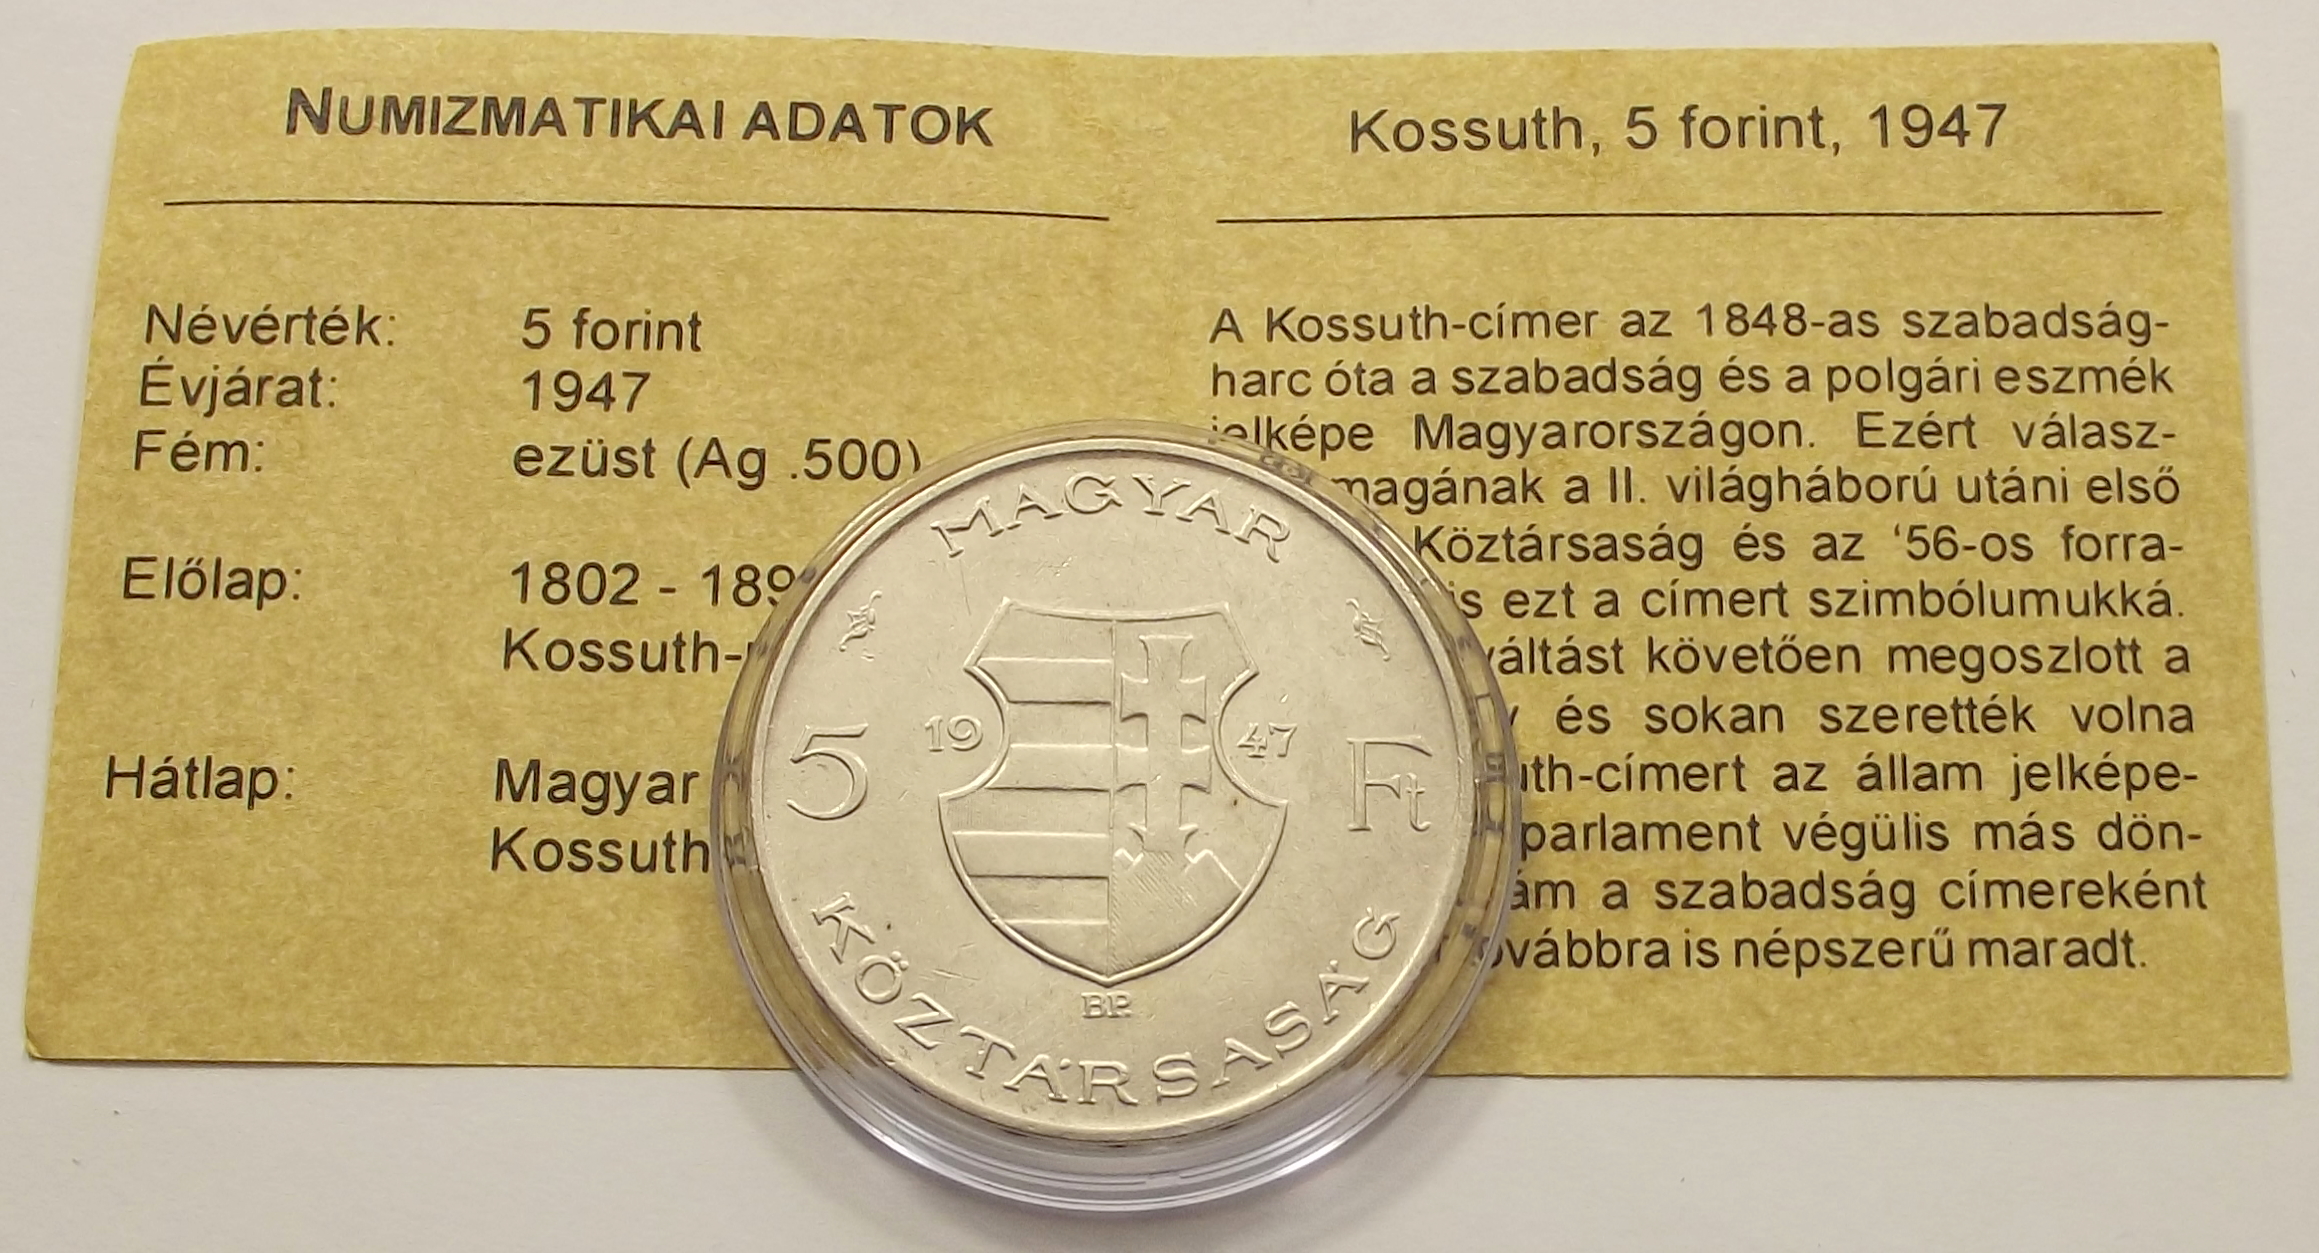 NUMIZMATIKAI ADATOK
Névérték: 5 forint
Évjárat: 1947
Fém: ezüst (Ag .500)
Előlap: 1802 - 189
Kossuth-
Hátlap: Magyar
Kossuth
Kossuth, 5 forint, 1947
A Kossuth-címer az 1848-as szabadság-
harc óta a szabadság és a polgári eszmék
jelképe Magyarországon. Ezért válasz-
magának a II. világháború utáni első
Köztársaság és az '56-os forra-
is ezt a címert szimbólumukká.
váltást követően megoszlott a
és sokan szerették volna
uth-címert az állam jelképe-
parlament végülis más dön-
ám a szabadság címereként
továbbra is népszerű maradt.
MAGYAR
19 47
5 Ft
BP.
KÖZTÁRSASÁG